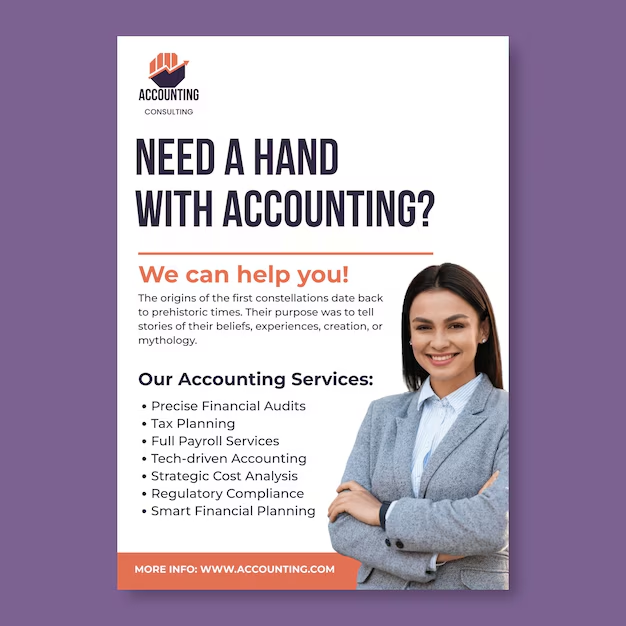 ACCOUNTING
CONSULTING
NEED A HAND
WITH ACCOUNTING?
We can help you!
The origins of the first constellations date back
to prehistoric times. Their purpose was to tell
stories of their beliefs, experiences, creation, or
mythology.
Our Accounting Services:
• Precise Financial Audits
• Tax Planning
• Full Payroll Services
• Tech-driven Accounting
• Strategic Cost Analysis
• Regulatory Compliance
• Smart Financial Planning
MORE INFO: WWW.ACCOUNTING.COM